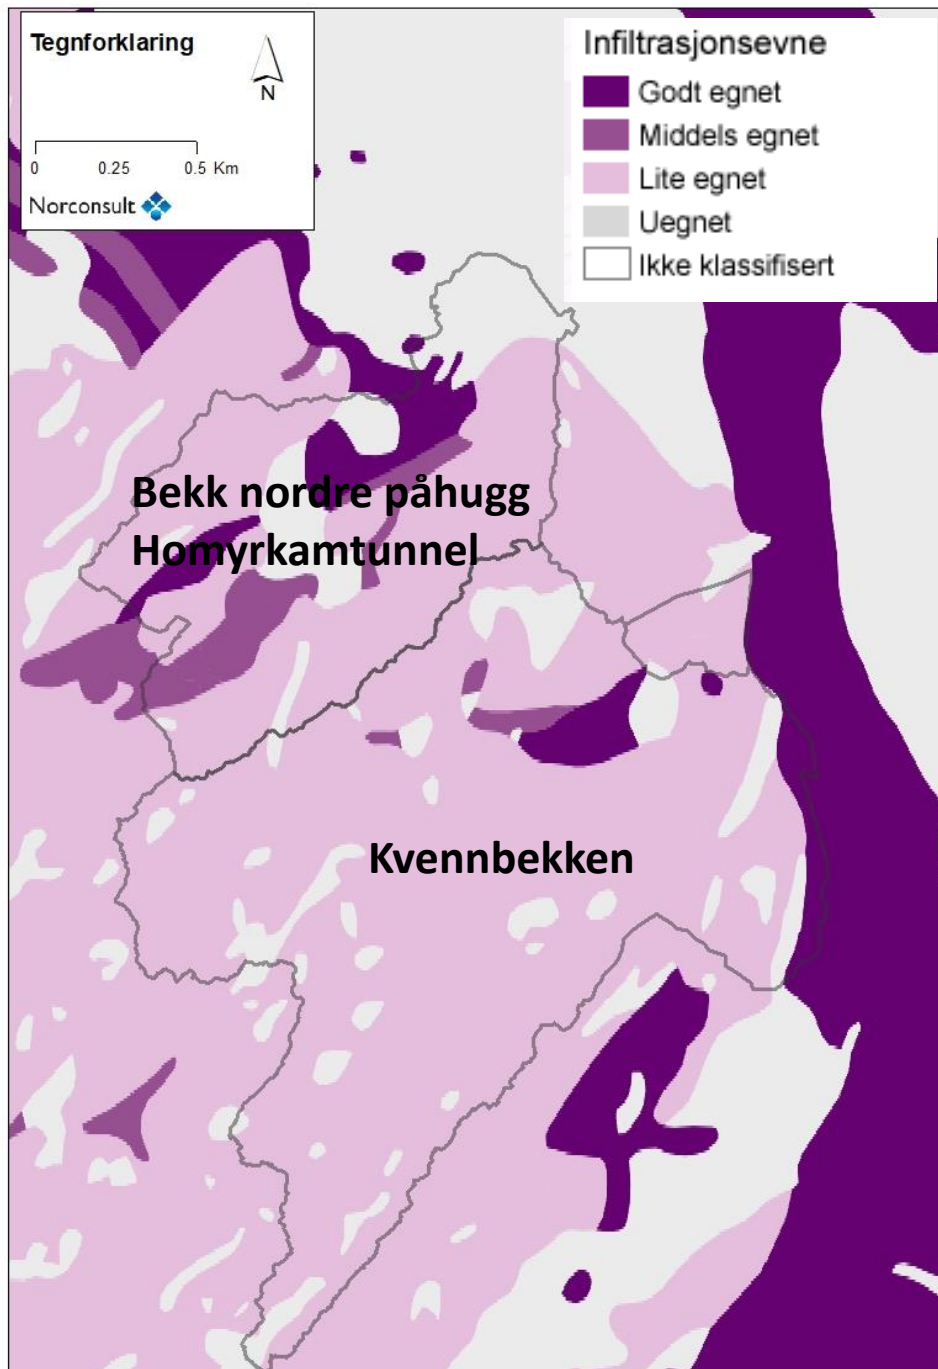 Tegnforklaring
N
0 0.25 0.5 Km
Norconsult
Infiltrasjonsevne
Godt egnet
Middels egnet
Lite egnet
Uegnet
Ikke klassifisert
Bekk nordre påhugg
Homyrkamtunnel
Kvennbekken